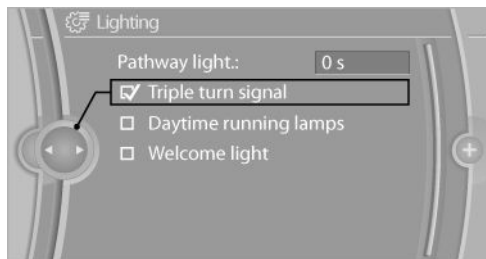 Lighting
Pathway light.: 0 s
Triple turn signal
Daytime running lamps
Welcome light